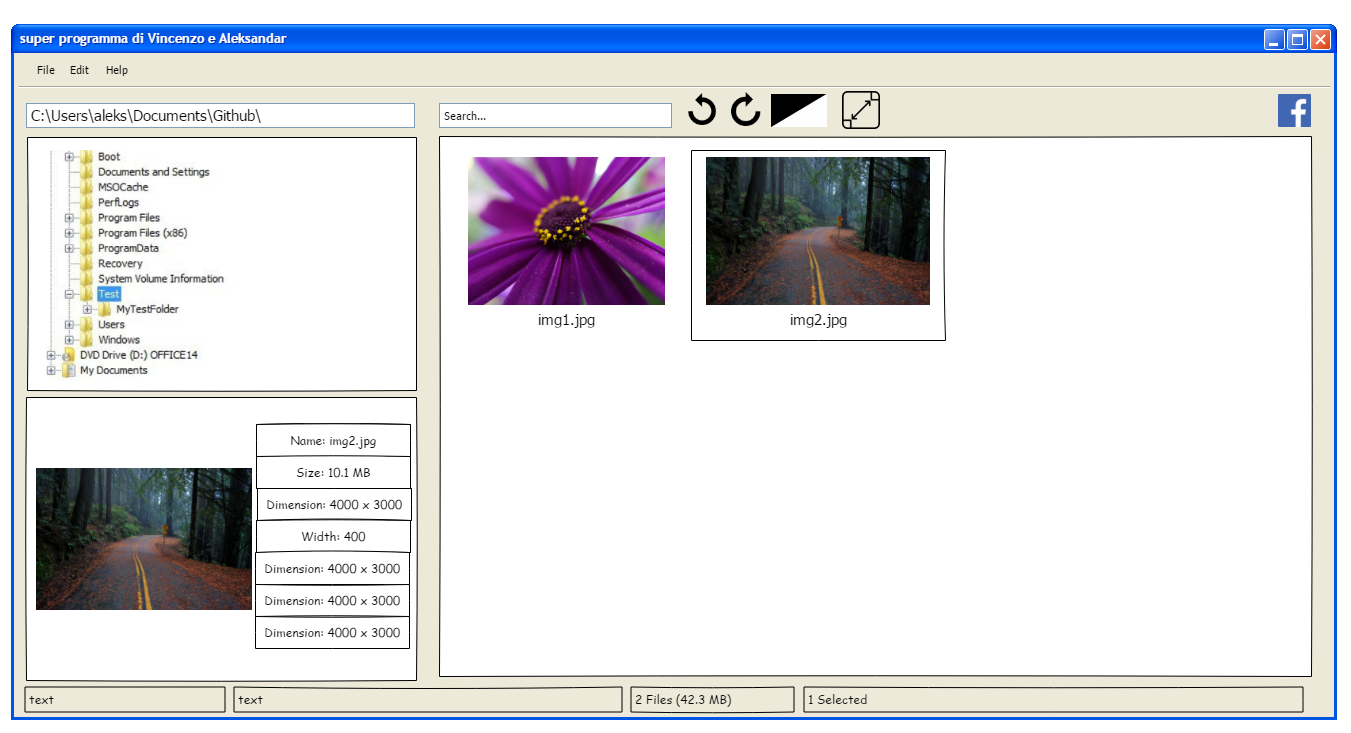 super programma di Vincenzo e Aleksandar
File Edit Help
C:\Users\aleks\Documents\Github\
Search...
f
Boot
Documents and Settings
MSOCache
PerfLogs
Program Files
Program Files (x86)
ProgramData
Recovery
System Volume Information
Test
MyTestFolder
Users
Windows
DVD Drive (D:) OFFICE14
My Documents
img1.jpg
img2.jpg
Name: img2.jpg
Size: 10.1 MB
Dimension: 4000 x 3000
Width: 400
Dimension: 4000 x 3000
Dimension: 4000 x 3000
Dimension: 4000 x 3000
text
text
2 Files (42.3 MB)
1 Selected